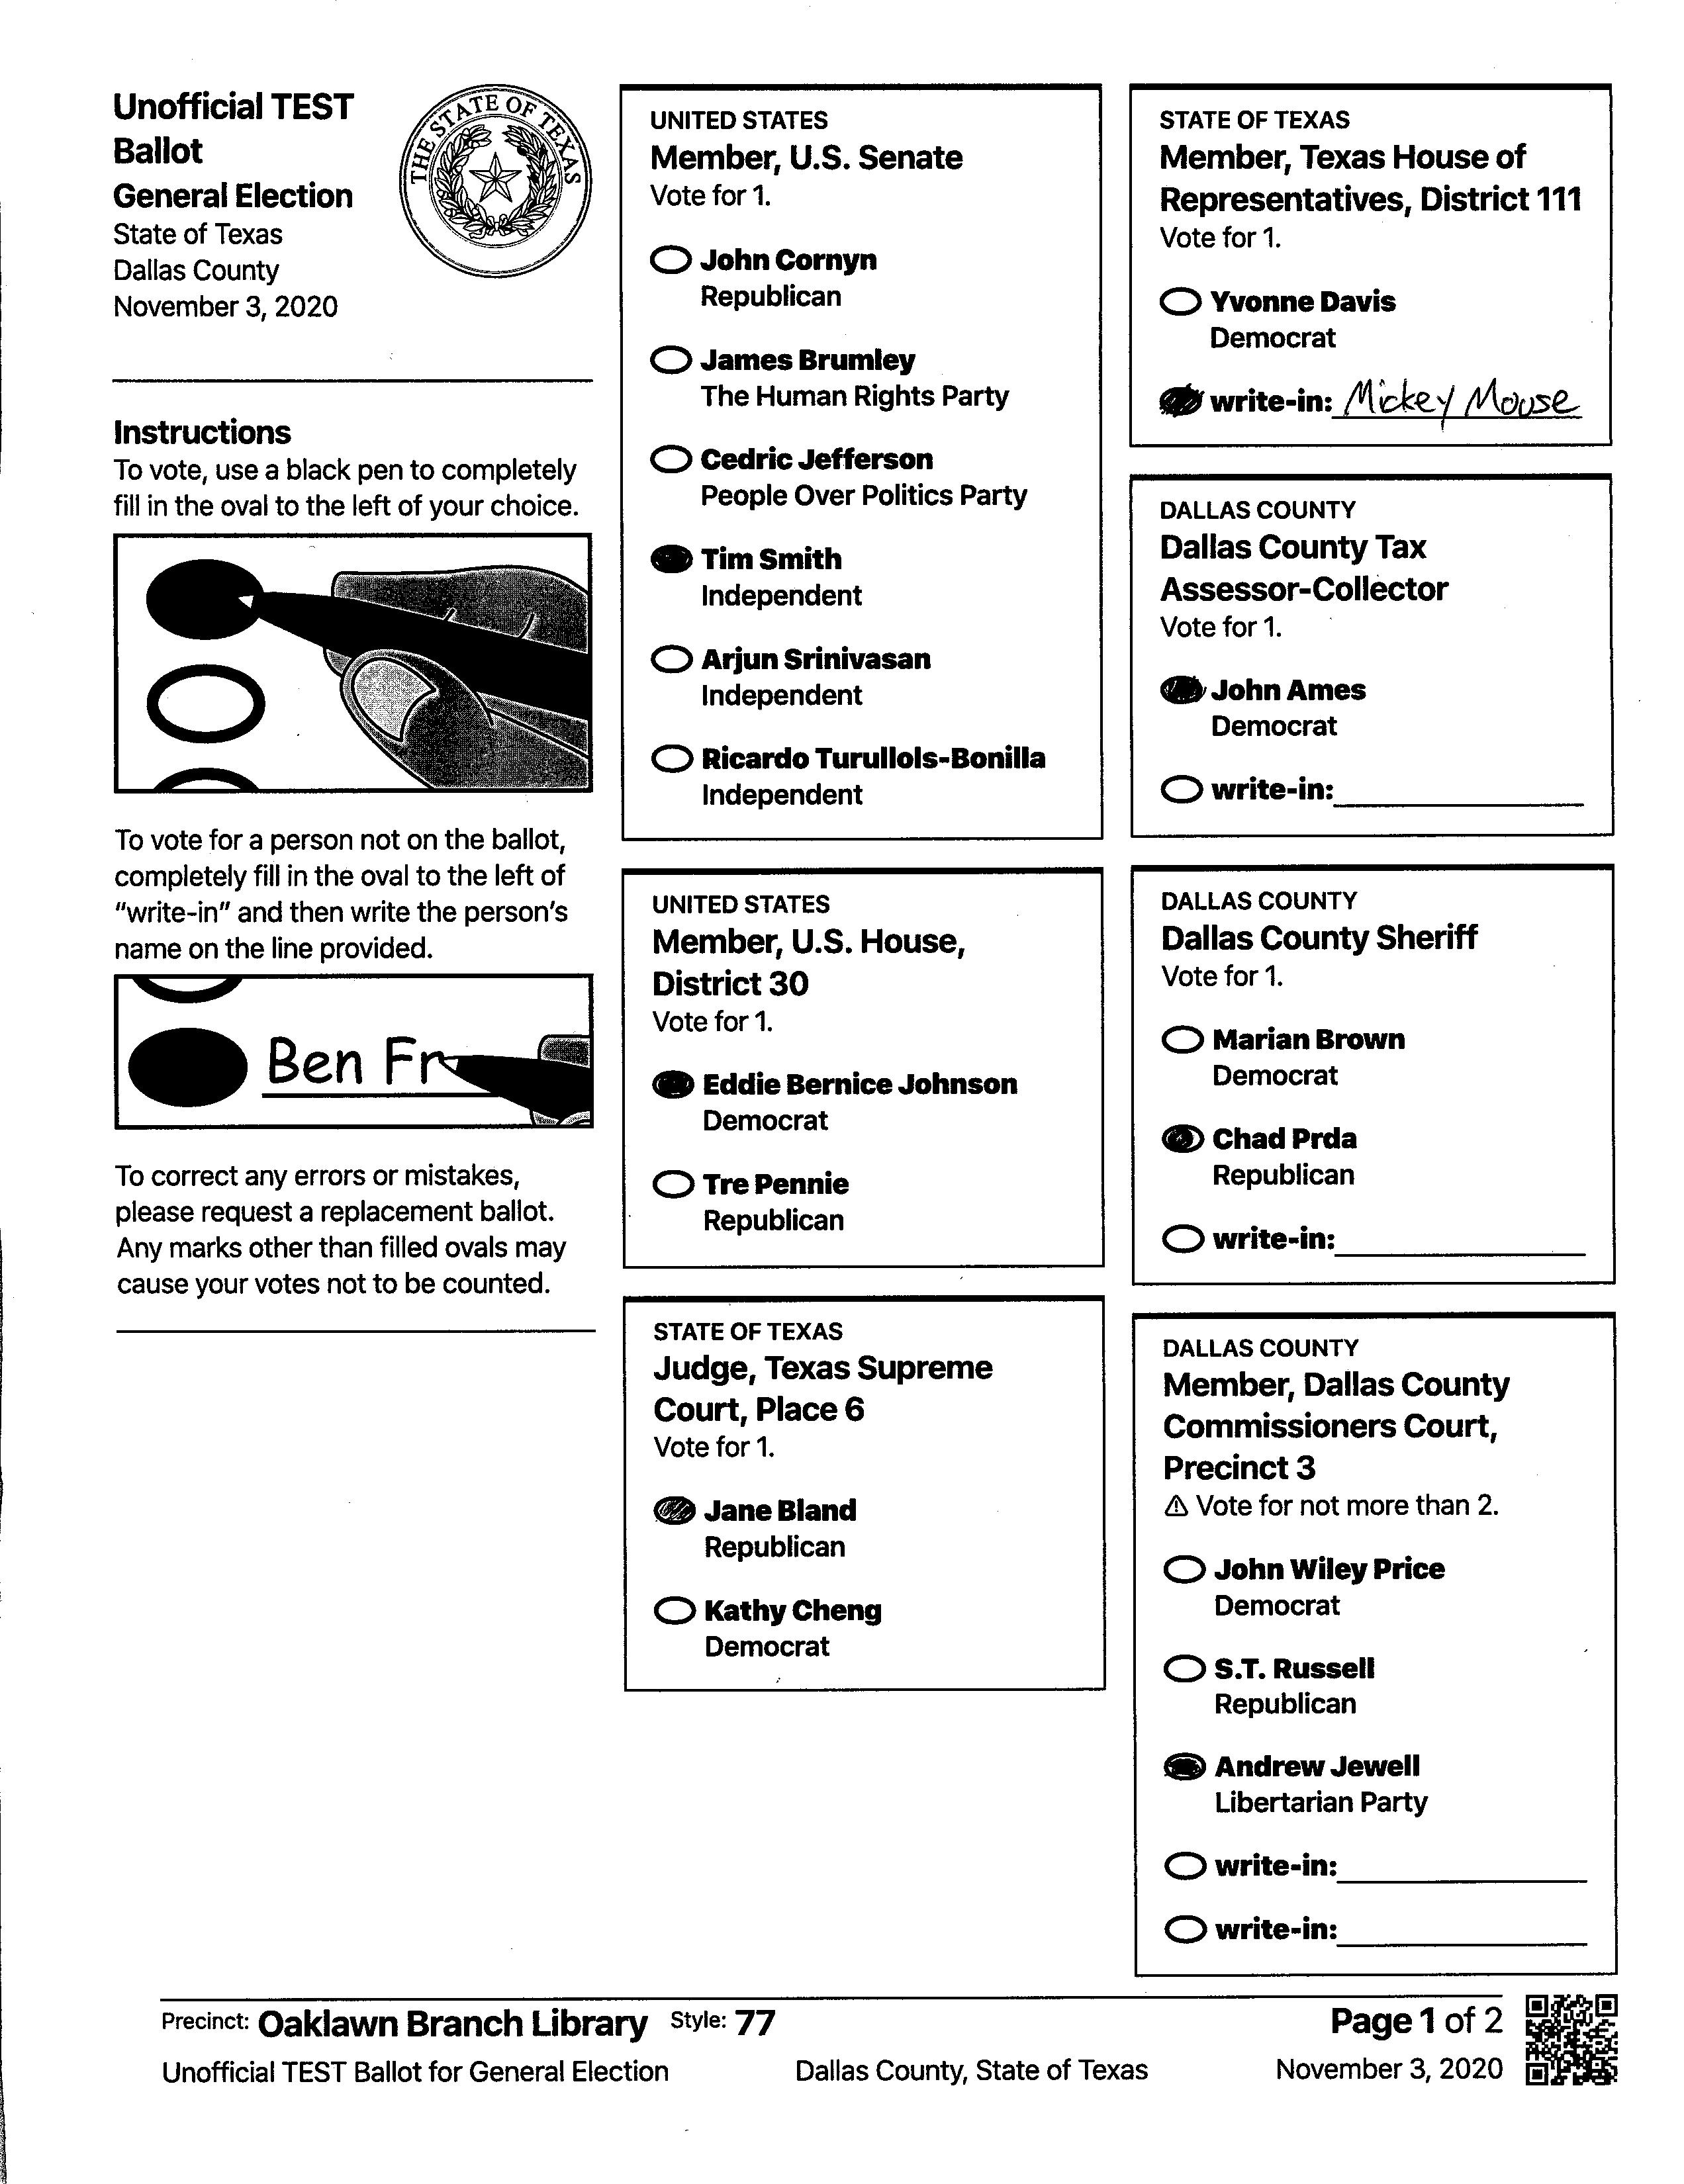 Unofficial TEST
Ballot
General Election
State of Texas
Dallas County
November 3, 2020
THE STATE OF TEXAS
Instructions
To vote, use a black pen to completely
fill in the oval to the left of your choice.
To vote for a person not on the ballot,
completely fill in the oval to the left of
"write-in" and then write the person's
name on the line provided.
Ben Fr
To correct any errors or mistakes,
please request a replacement ballot.
Any marks other than filled ovals may
cause your votes not to be counted.
UNITED STATES
Member, U.S. Senate
Vote for 1.
John Cornyn
Republican
James Brumley
The Human Rights Party
Cedric Jefferson
People Over Politics Party
Tim Smith
Independent
Arjun Srinivasan
Independent
Ricardo Turullols-Bonilla
Independent
UNITED STATES
Member, U.S. House,
District 30
Vote for 1.
Eddie Bernice Johnson
Democrat
Tre Pennie
Republican
STATE OF TEXAS
Judge, Texas Supreme
Court, Place 6
Vote for 1.
Jane Bland
Republican
Kathy Cheng
Democrat
STATE OF TEXAS
Member, Texas House of
Representatives, District 111
Vote for 1.
Yvonne Davis
Democrat
write-in: Mickey Mouse
DALLAS COUNTY
Dallas County Tax
Assessor-Collector
Vote for 1.
John Ames
Democrat
write-in:
DALLAS COUNTY
Dallas County Sheriff
Vote for 1.
Marian Brown
Democrat
Chad Prda
Republican
write-in:
DALLAS COUNTY
Member, Dallas County
Commissioners Court,
Precinct 3
⚠ Vote for not more than 2.
John Wiley Price
Democrat
S.T. Russell
Republican
Andrew Jewell
Libertarian Party
write-in:
write-in:
Precinct: Oaklawn Branch Library Style: 77 Page 1 of 2
Unofficial TEST Ballot for General Election Dallas County, State of Texas November 3, 2020